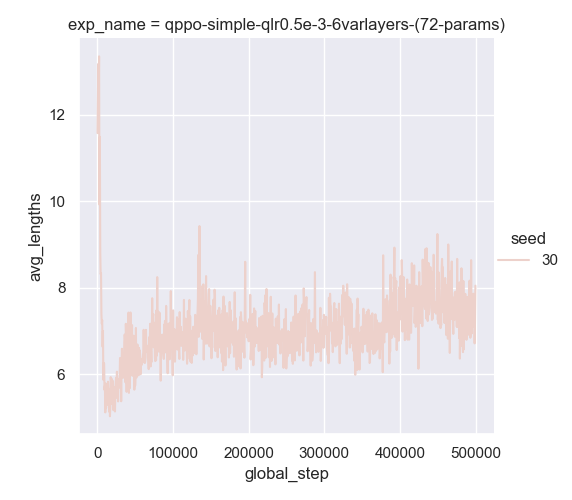 exp_name = qppo-simple-qlr0.5e-3-6varlayers-(72-params)
12
10
8
6
avg_lengths
seed
30
0 100000 200000 300000 400000 500000
global_step